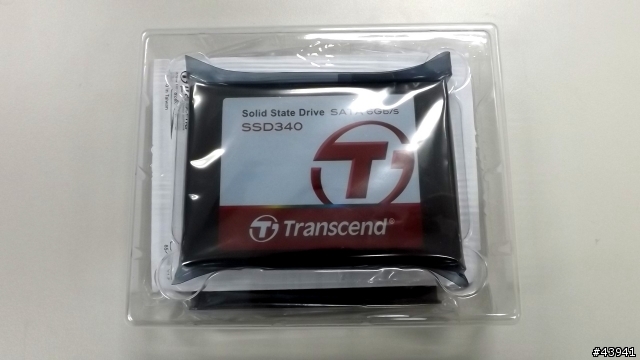 Solid State Drive SATA 6Gb/s
SSD340
Transcend®
#43941